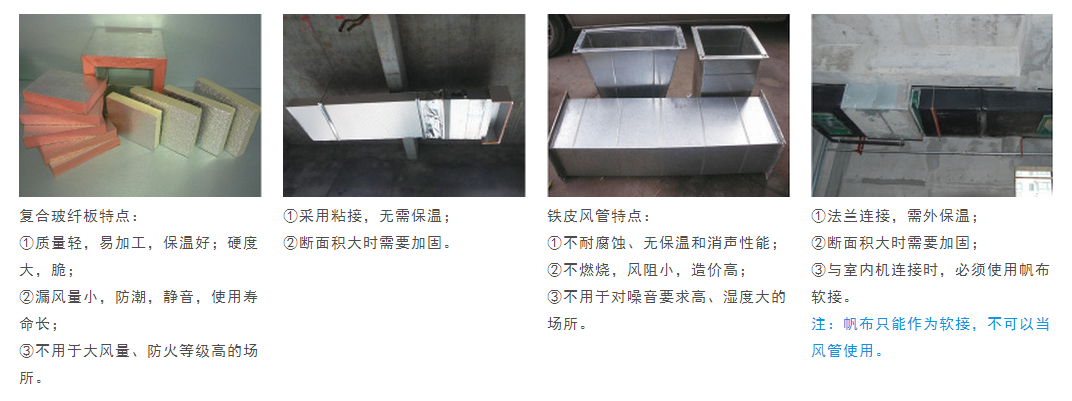 复合玻纤板特点：
①质量轻，易加工，保温好；硬度
大，脆；
②漏风量小，防潮，静音，使用寿
命长；
③不用于大风量、防火等级高的场
所。
①采用粘接，无需保温；
②断面积大时需要加固。
铁皮风管特点：
①不耐腐蚀、无保温和消声性能；
②不燃烧，风阻小，造价高；
③不用于对噪音要求高、湿度大的
场所。
①法兰连接，需外保温；
②断面积大时需要加固；
③与室内机连接时，必须使用帆布
软接。
注：帆布只能作为软接，不可以当
风管使用。